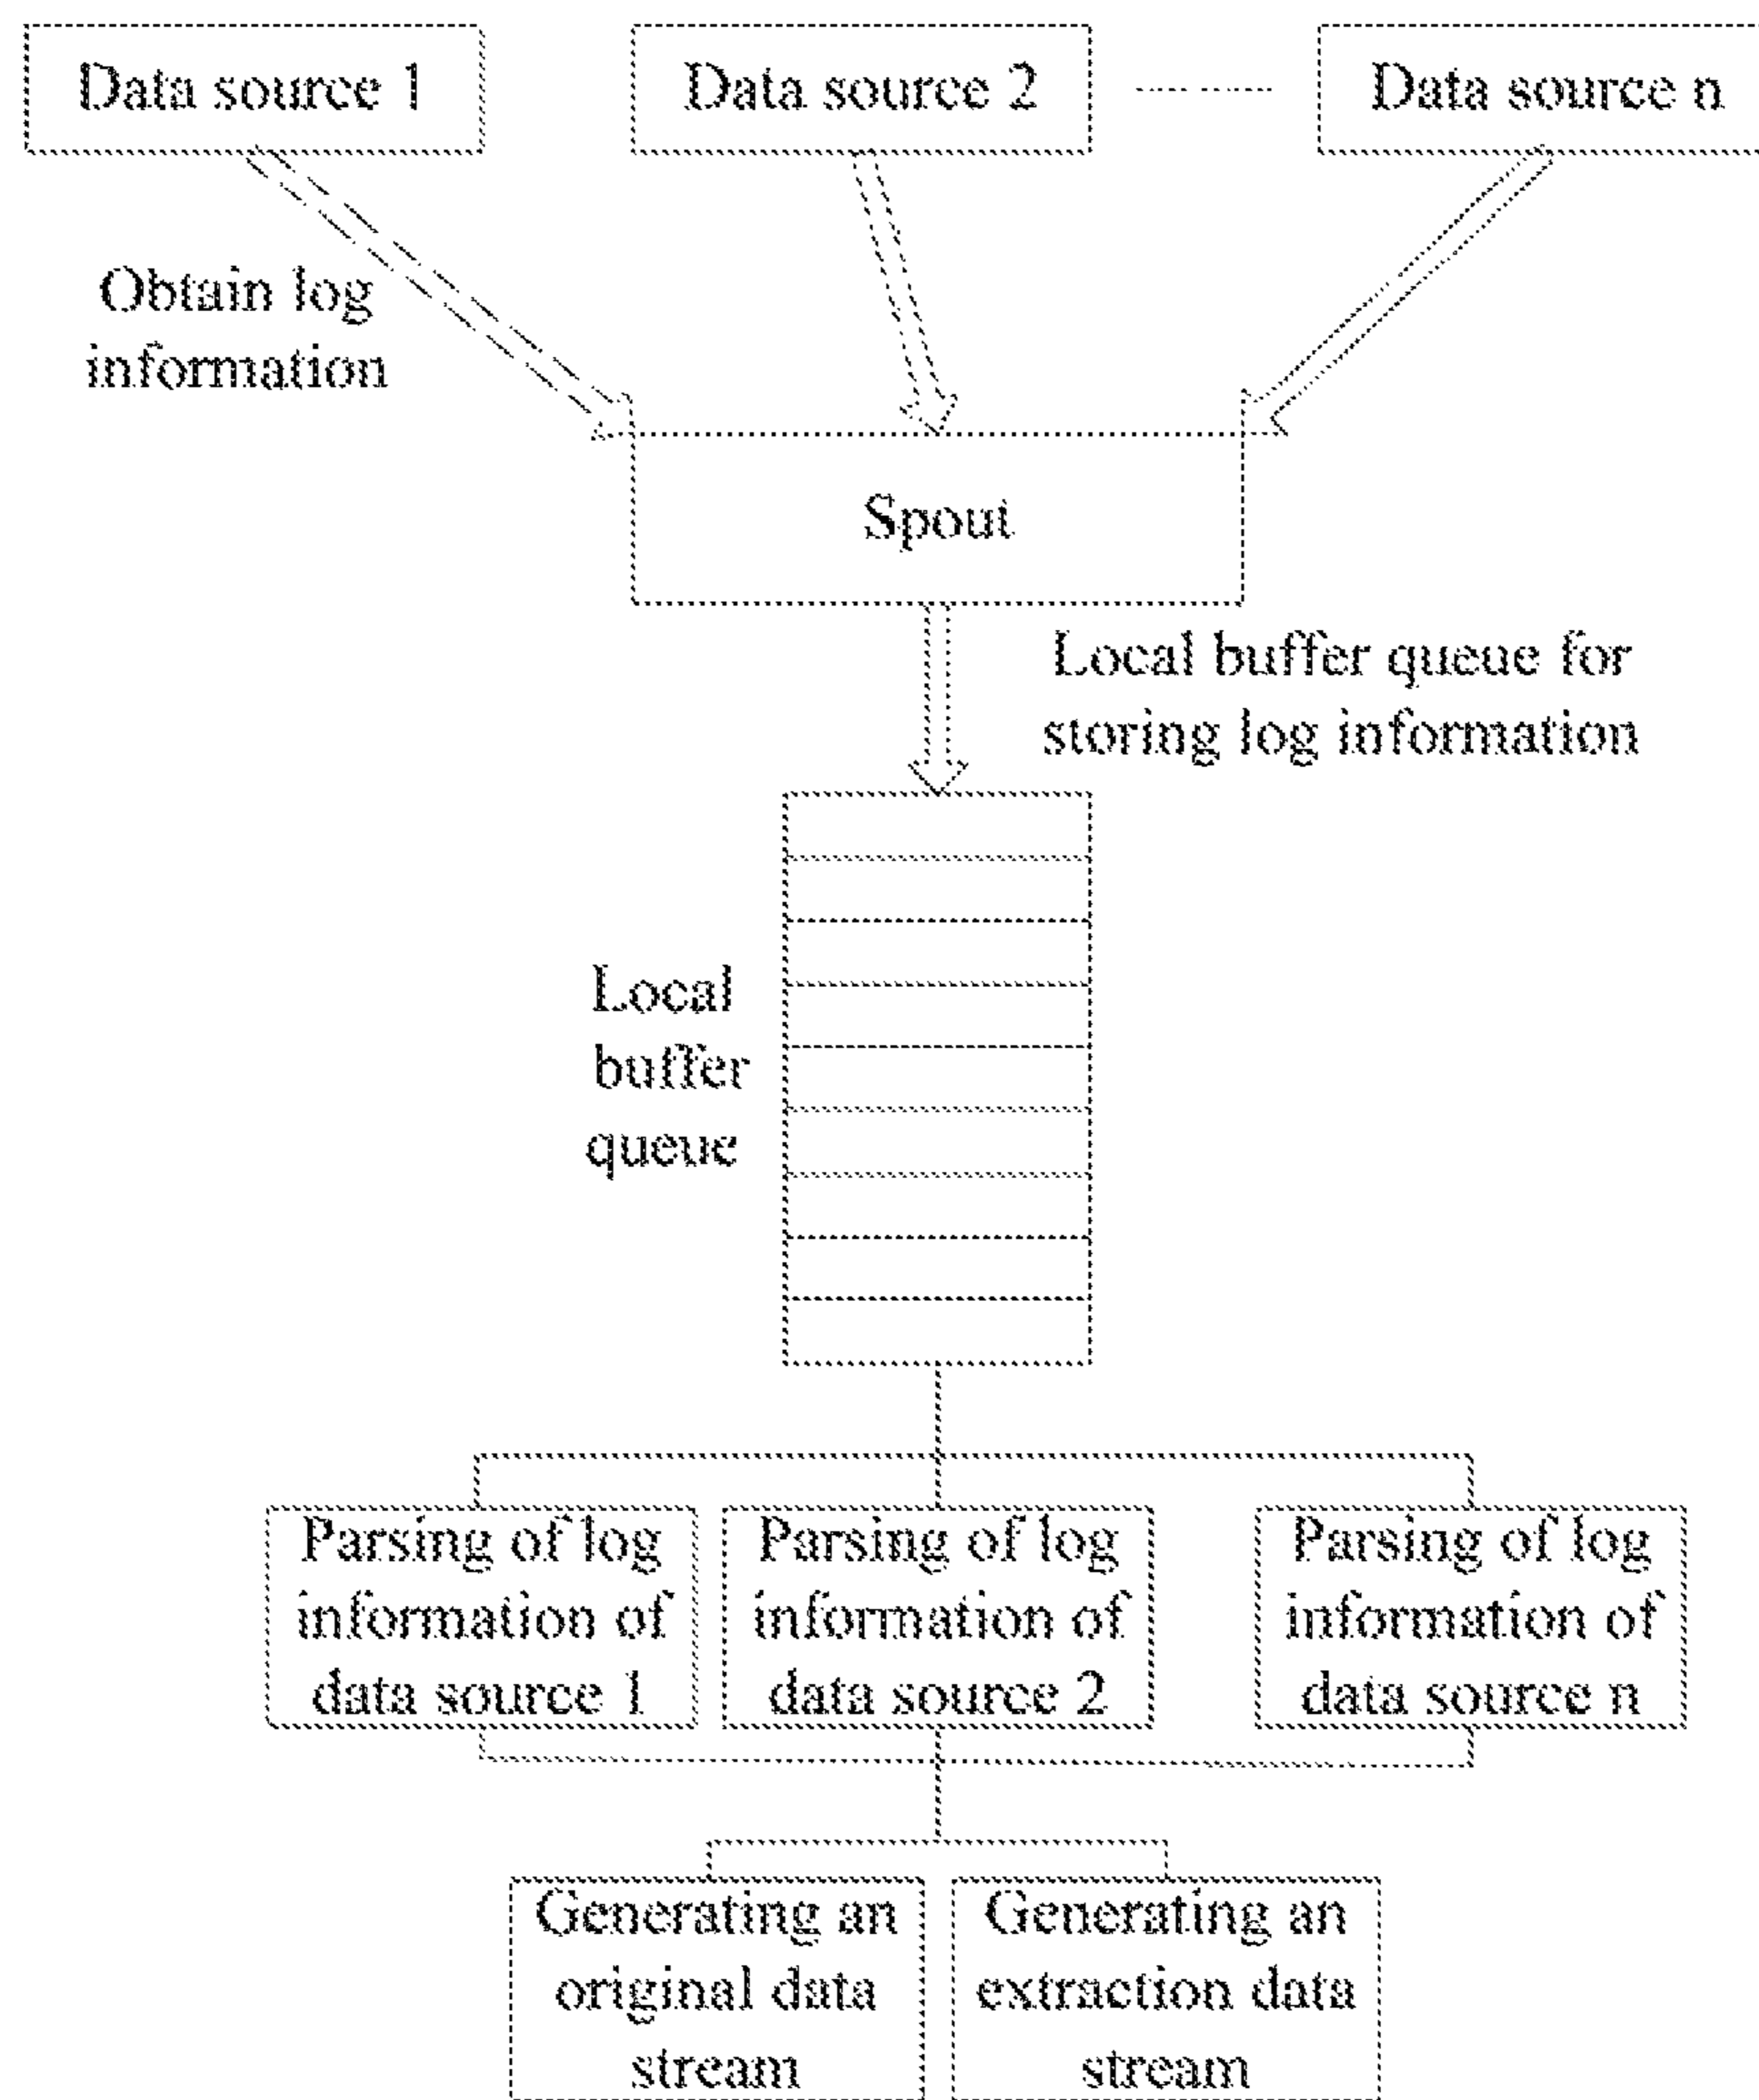 Data source 1
Data source 2
Data source n
Obtain log
information
Spout
Local buffer queue for
storing log information
Local
buffer
queue
Parsing of log
information of
data source 1
Parsing of log
information of
data source 2
Parsing of log
information of
data source n
Generating an
original data
stream
Generating an
extraction data
stream